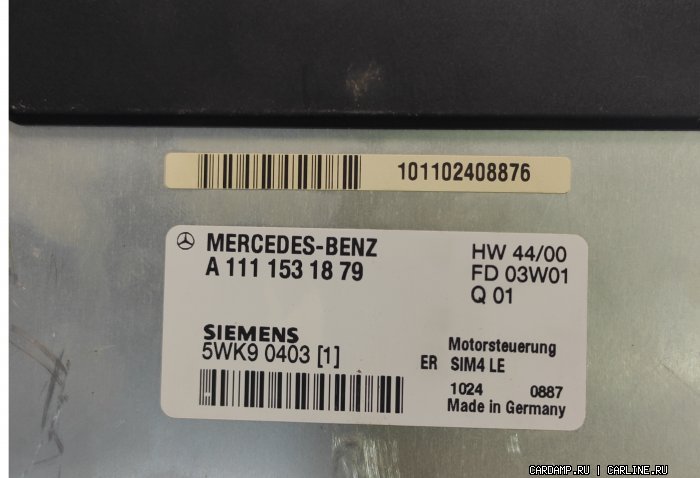 101102408876
MERCEDES-BENZ
A 111 153 18 79
HW 44/00
FD 03W01
Q 01
SIEMENS
5WK9 0403 [1]
Motorsteuerung
ER SIM4 LE
1024 0887
Made in Germany
CARDAMP.RU | CARLINE.RU